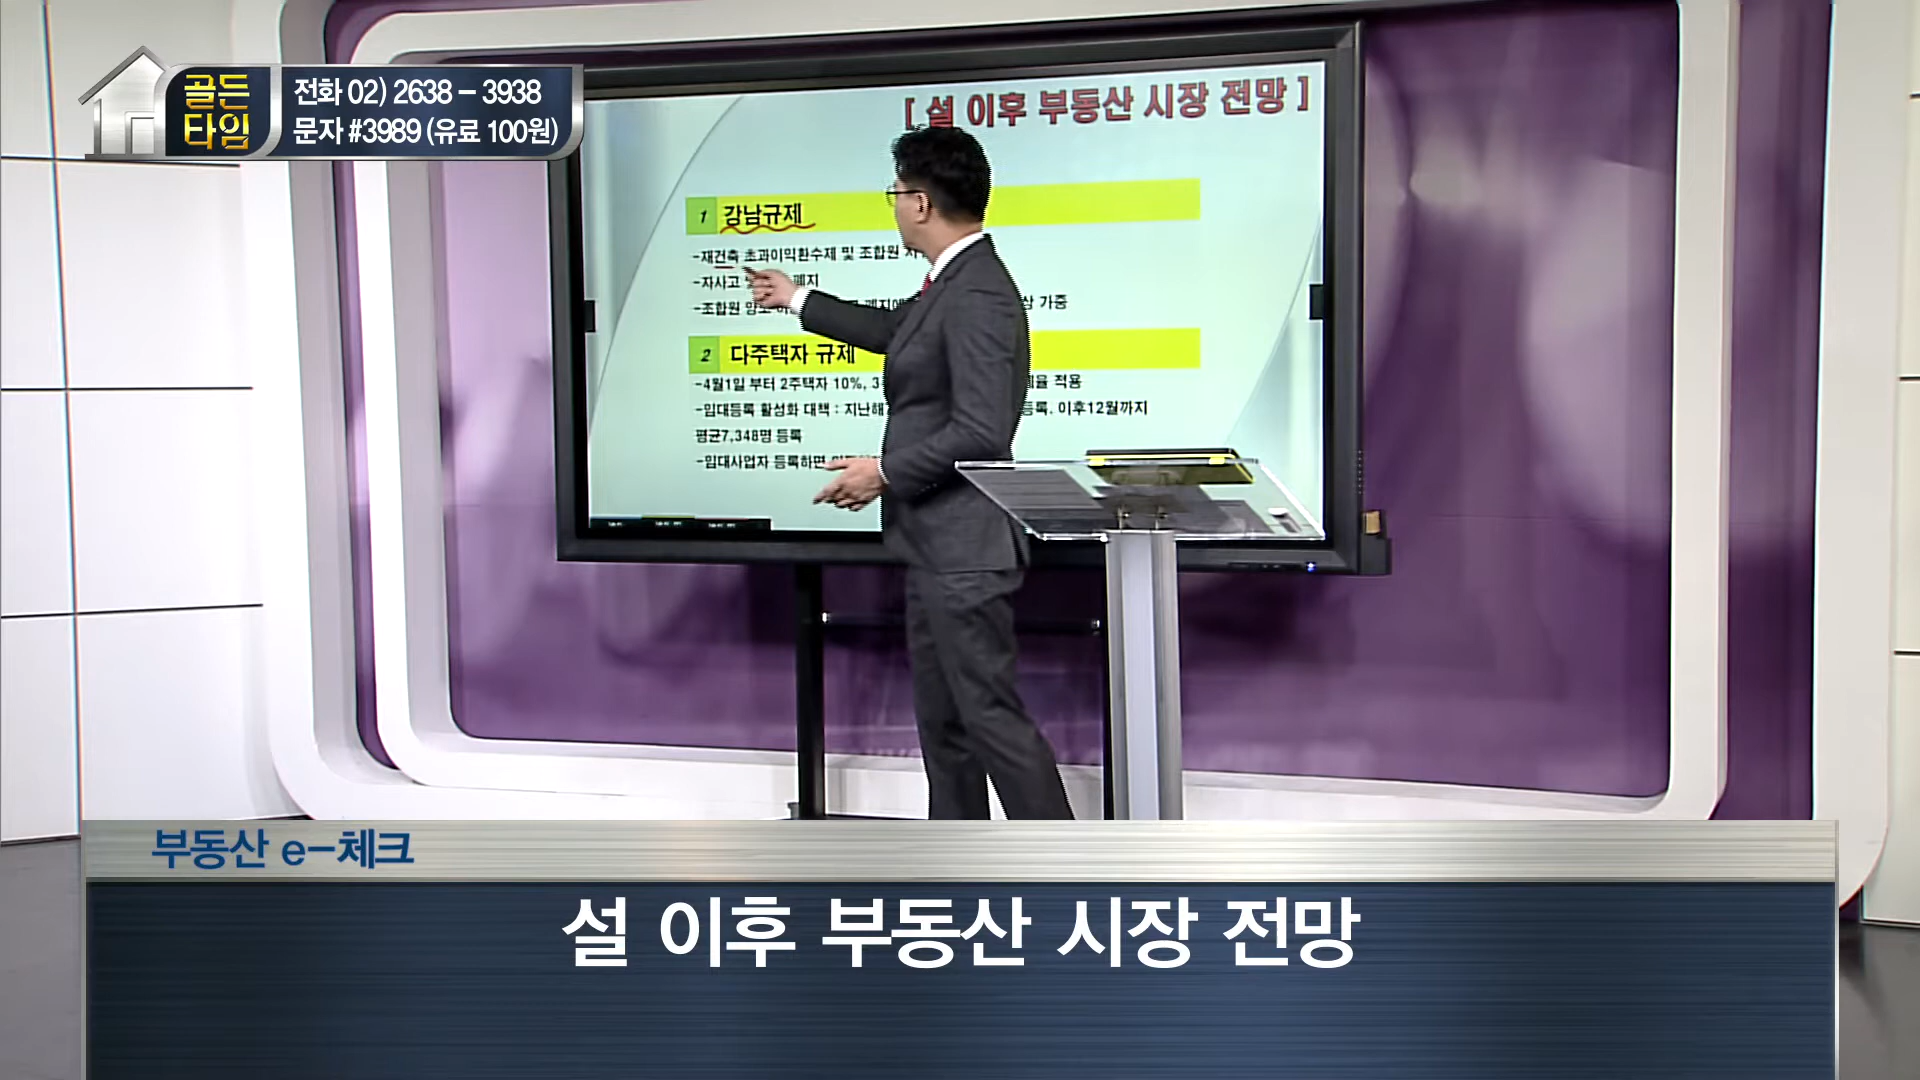 골든
타임
전화 02) 2638 - 3938
문자 #3989 (유료 100원)
[ 설 이후 부동산 시장 전망 ]
1 강남규제
-재건축 초과이익환수제 및 조합원
-자사고 폐지
-조합원 가중
2 다주택자 규제
-4월1일 부터 2주택자 10%, 3 적용
-임대등록 활성화 대책 : 지난해 등록. 이후12월까지
평균7,348명 등록
-임대사업자 등록하면
부동산 e-체크
설 이후 부동산 시장 전망